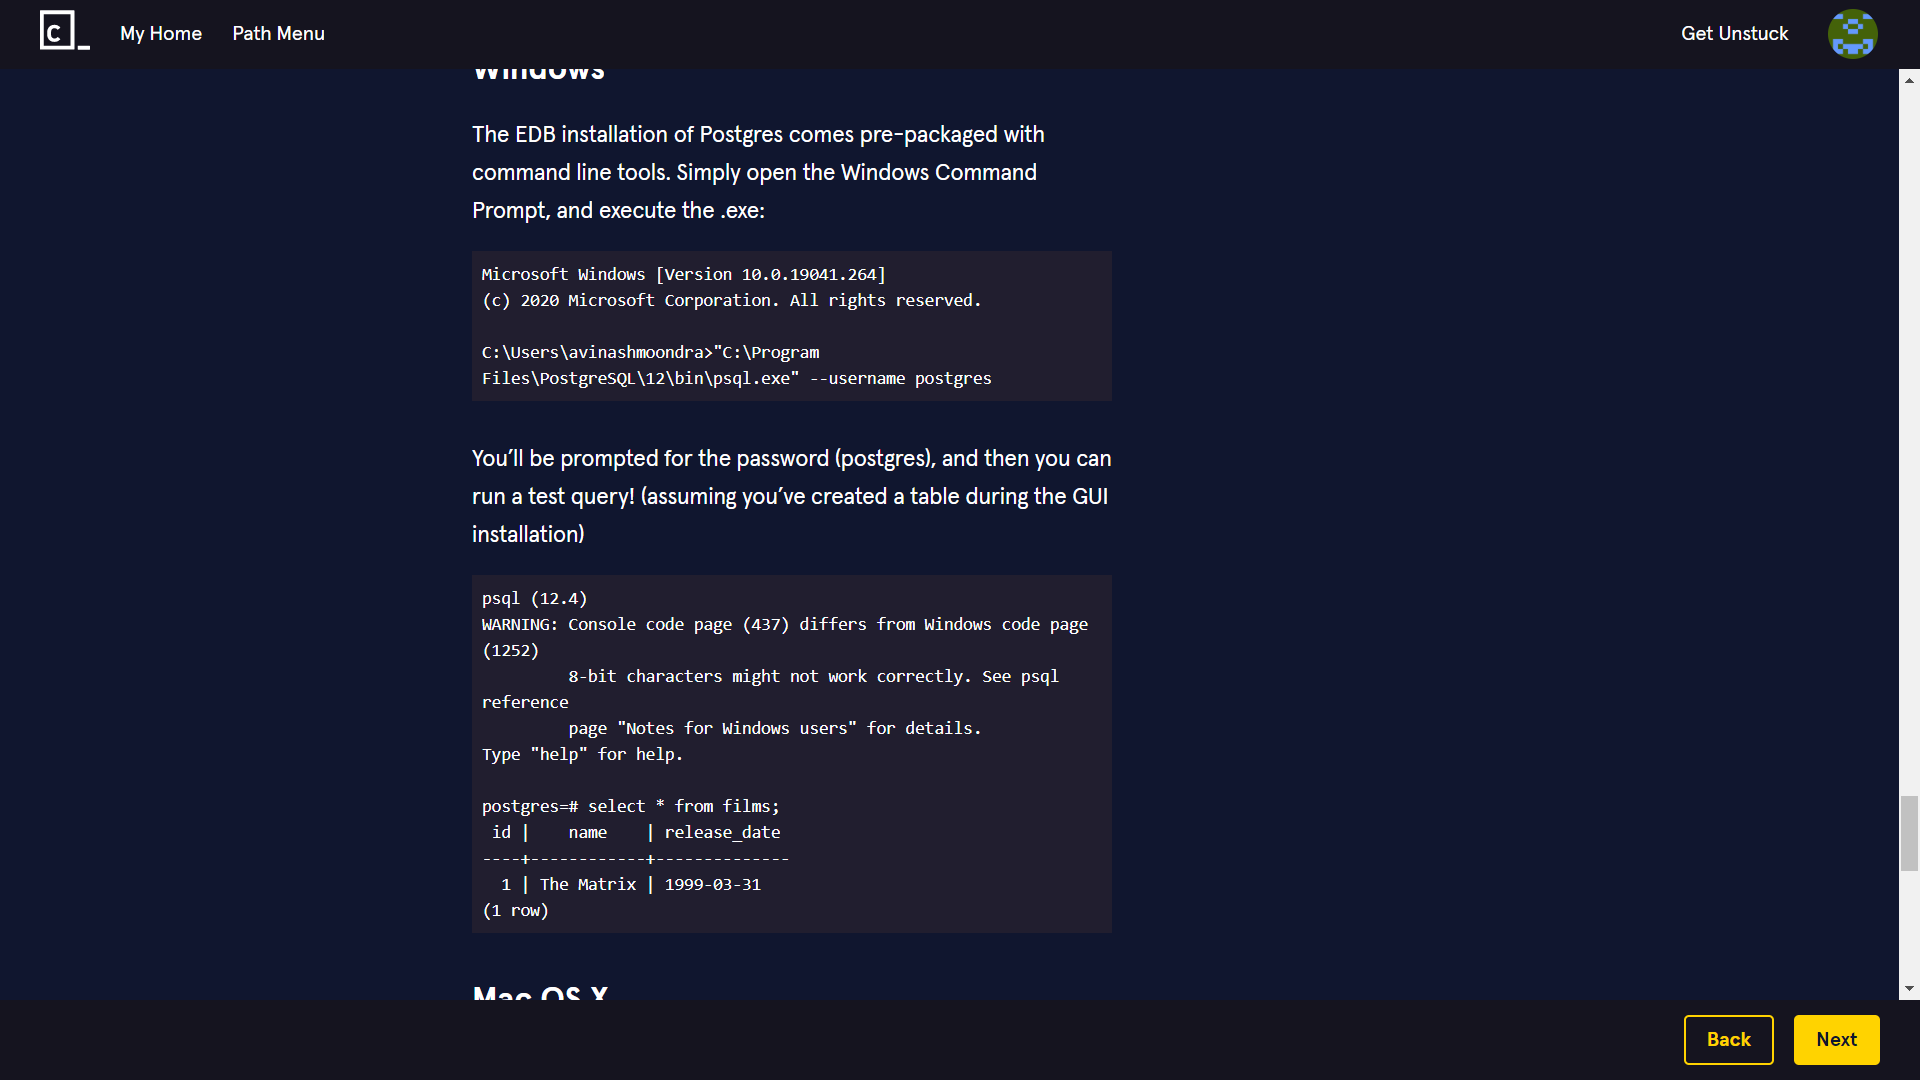 C_
My Home
Path Menu
Get Unstuck
Windows
The EDB installation of Postgres comes pre-packaged with
command line tools. Simply open the Windows Command
Prompt, and execute the .exe:
Microsoft Windows [Version 10.0.19041.264]
(c) 2020 Microsoft Corporation. All rights reserved.
C:\Users\avinashmoondra>"C:\Program
Files\PostgreSQL\12\bin\psql.exe" --username postgres
You’ll be prompted for the password (postgres), and then you can
run a test query! (assuming you’ve created a table during the GUI
installation)
psql (12.4)
WARNING: Console code page (437) differs from Windows code page
(1252)
8-bit characters might not work correctly. See psql
reference
page "Notes for Windows users" for details.
Type "help" for help.
postgres=# select * from films;
id |    name    | release_date
----+------------+--------------
1 | The Matrix | 1999-03-31
(1 row)
Mac OS X
Back
Next